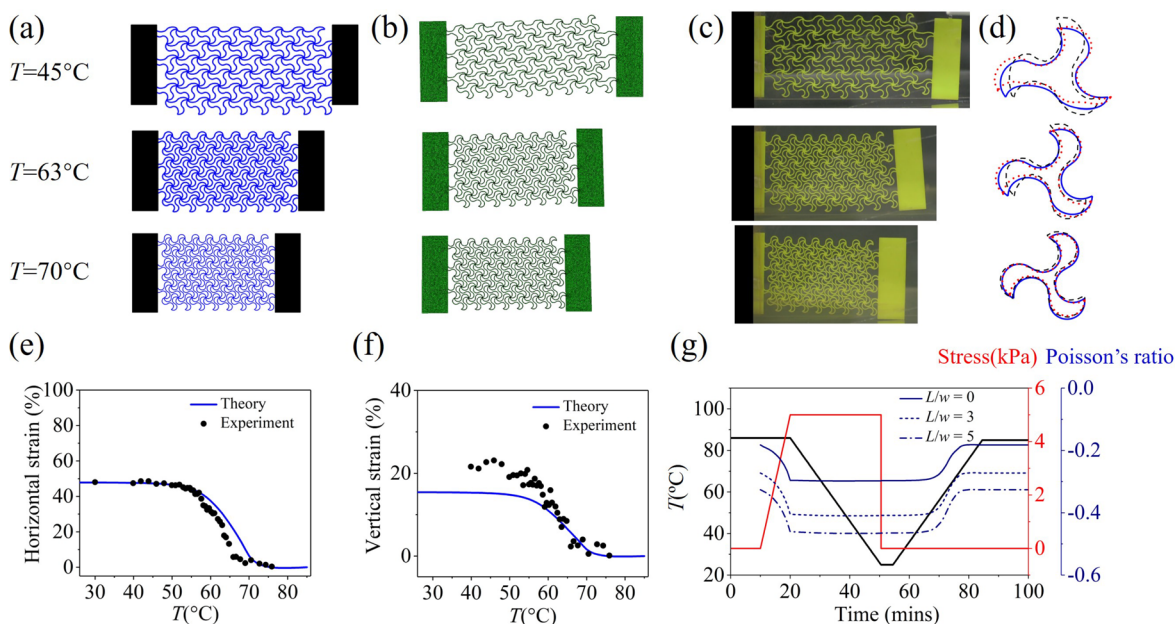 (a) (b) (c) (d)
T=45°C
T=63°C
T=70°C
(e) (f) (g)
Stress(kPa) Poisson's ratio
Horizontal strain (%)
100
80
60
40
20
0
Theory
Experiment
30 40 50 60 70 80
T(°C)
Vertical strain (%)
40
20
0
Theory
Experiment
30 40 50 60 70 80
T(°C)
T(°C)
100
80
60
40
20
L/w = 0
L/w = 3
L/w = 5
0 20 40 60 80 100
Time (mins)
6
4
2
0
0.0
-0.2
-0.4
-0.6